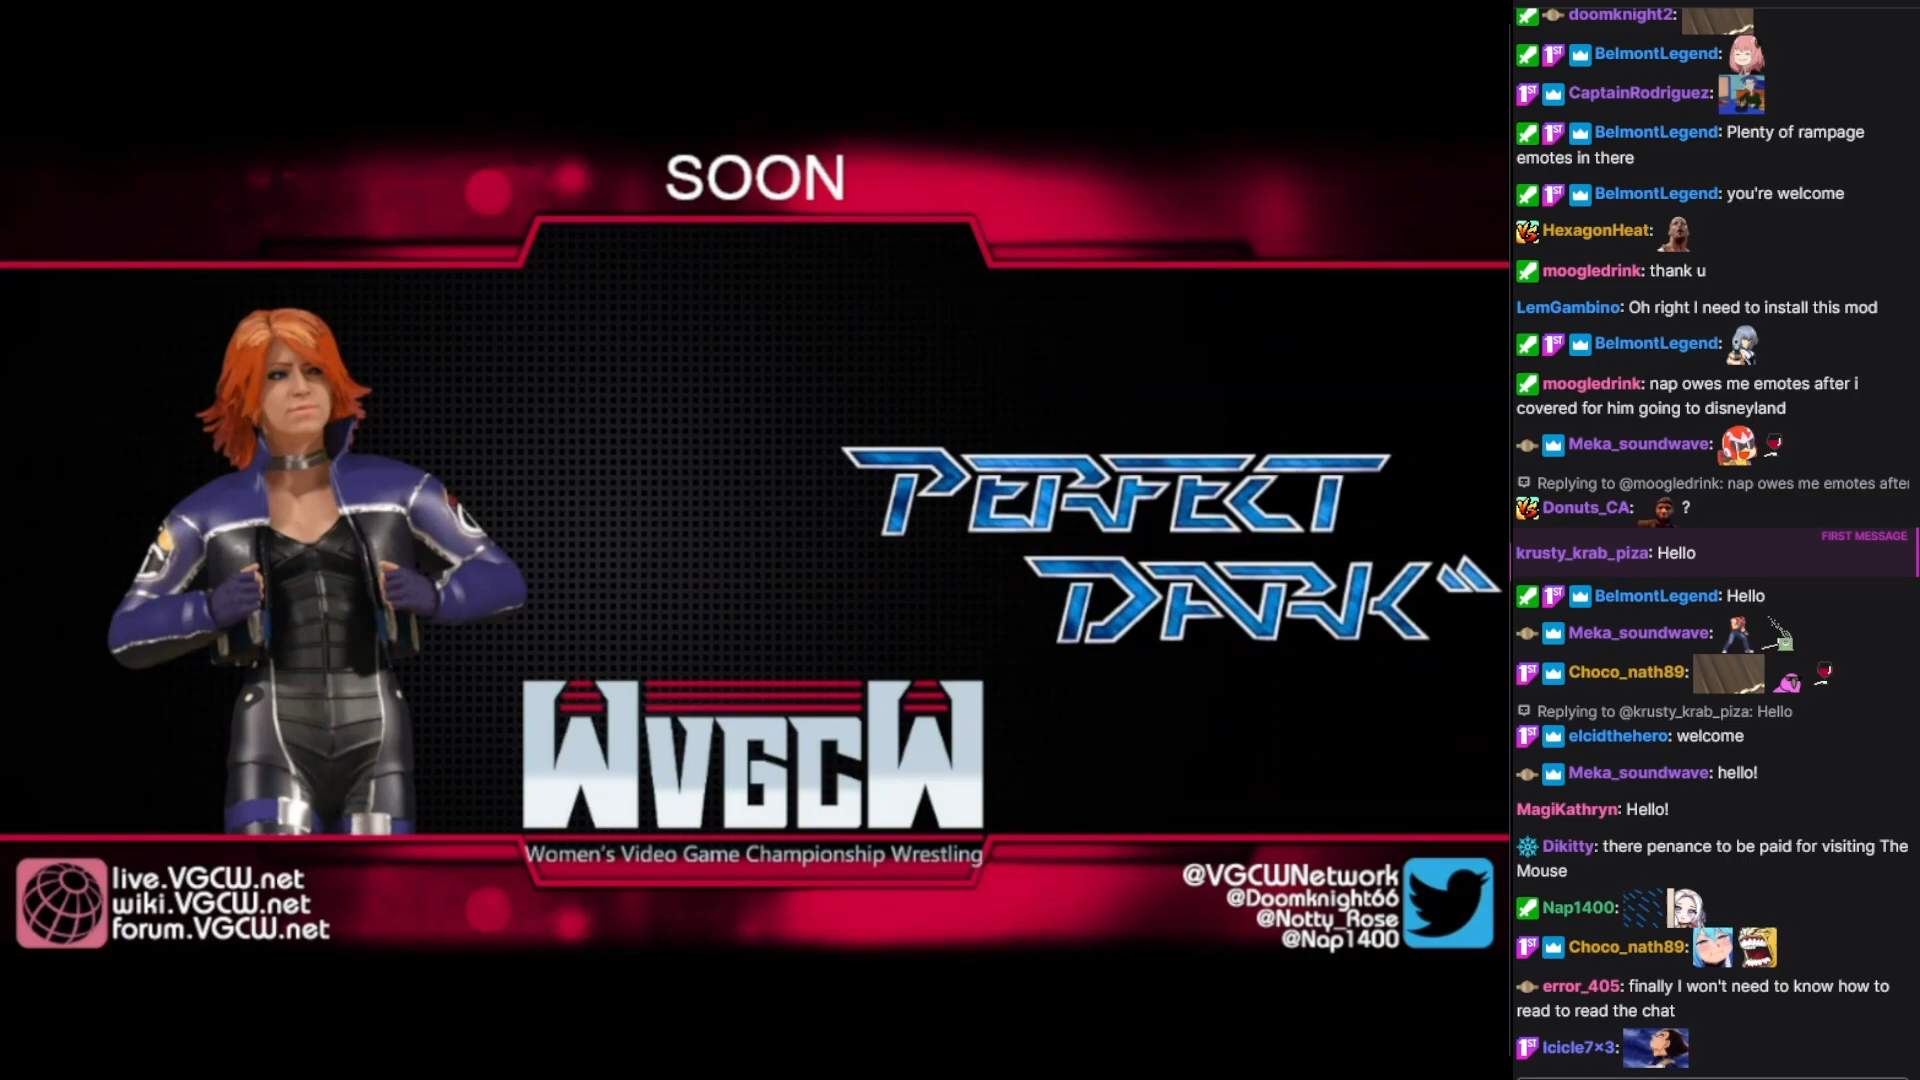 SOON
PERFECT
DARK
WVGCW
Women's Video Game Championship Wrestling
live.VGCW.net
wiki.VGCW.net
forum.VGCW.net
@VGCWNetwork
@Doomknight66
@Notty_Rose
@Nap1400
doomknight2:
BelmontLegend:
CaptainRodriguez:
BelmontLegend: Plenty of rampage
emotes in there
BelmontLegend: you're welcome
HexagonHeat:
moogledrink: thank u
LemGambino: Oh right I need to install this mod
BelmontLegend:
moogledrink: nap owes me emotes after i
covered for him going to disneyland
Meka_soundwave:
Replying to @moogledrink: nap owes me emotes after
Donuts_CA: ?
FIRST MESSAGE
krusty_krab_piza: Hello
BelmontLegend: Hello
Meka_soundwave:
Choco_nath89:
Replying to @krusty_krab_piza: Hello
elcidthehero: welcome
Meka_soundwave: hello!
MagiKathryn: Hello!
Dikitty: there penance to be paid for visiting The
Mouse
Nap1400:
Choco_nath89:
error_405: finally I won't need to know how to
read to read the chat
Icicle7x3: